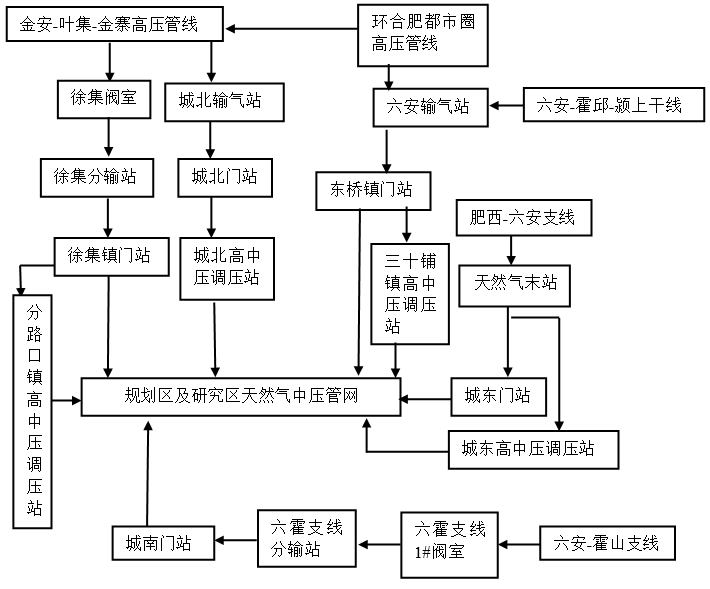 金安-叶集-金寨高压管线
环合肥都市圈
高压管线
徐集阀室
城北输气站
六安输气站
六安-霍邱-颍上干线
徐集分输站
城北门站
东桥镇门站
肥西-六安支线
徐集镇门站
城北高中
压调压站
三十铺
镇高中
压调压
站
天然气末站
分
路
口
镇
高
中
压
调
压
站
规划区及研究区天然气中压管网
城东门站
城东高中压调压站
城南门站
六霍支线
分输站
六霍支线
1#阀室
六安-霍山支线